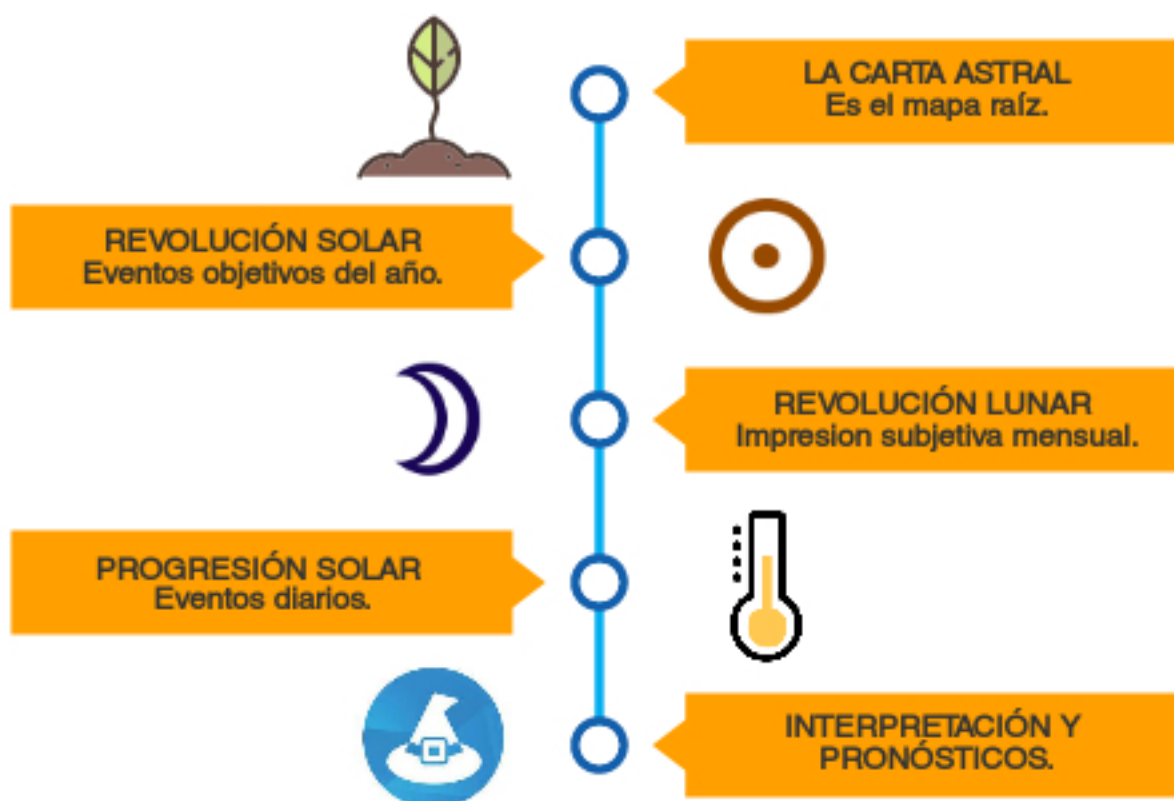 LA CARTA ASTRAL
Es el mapa raíz.
REVOLUCIÓN SOLAR
Eventos objetivos del año.
REVOLUCIÓN LUNAR
Impresion subjetiva mensual.
PROGRESIÓN SOLAR
Eventos diarios.
INTERPRETACIÓN Y
PRONÓSTICOS.